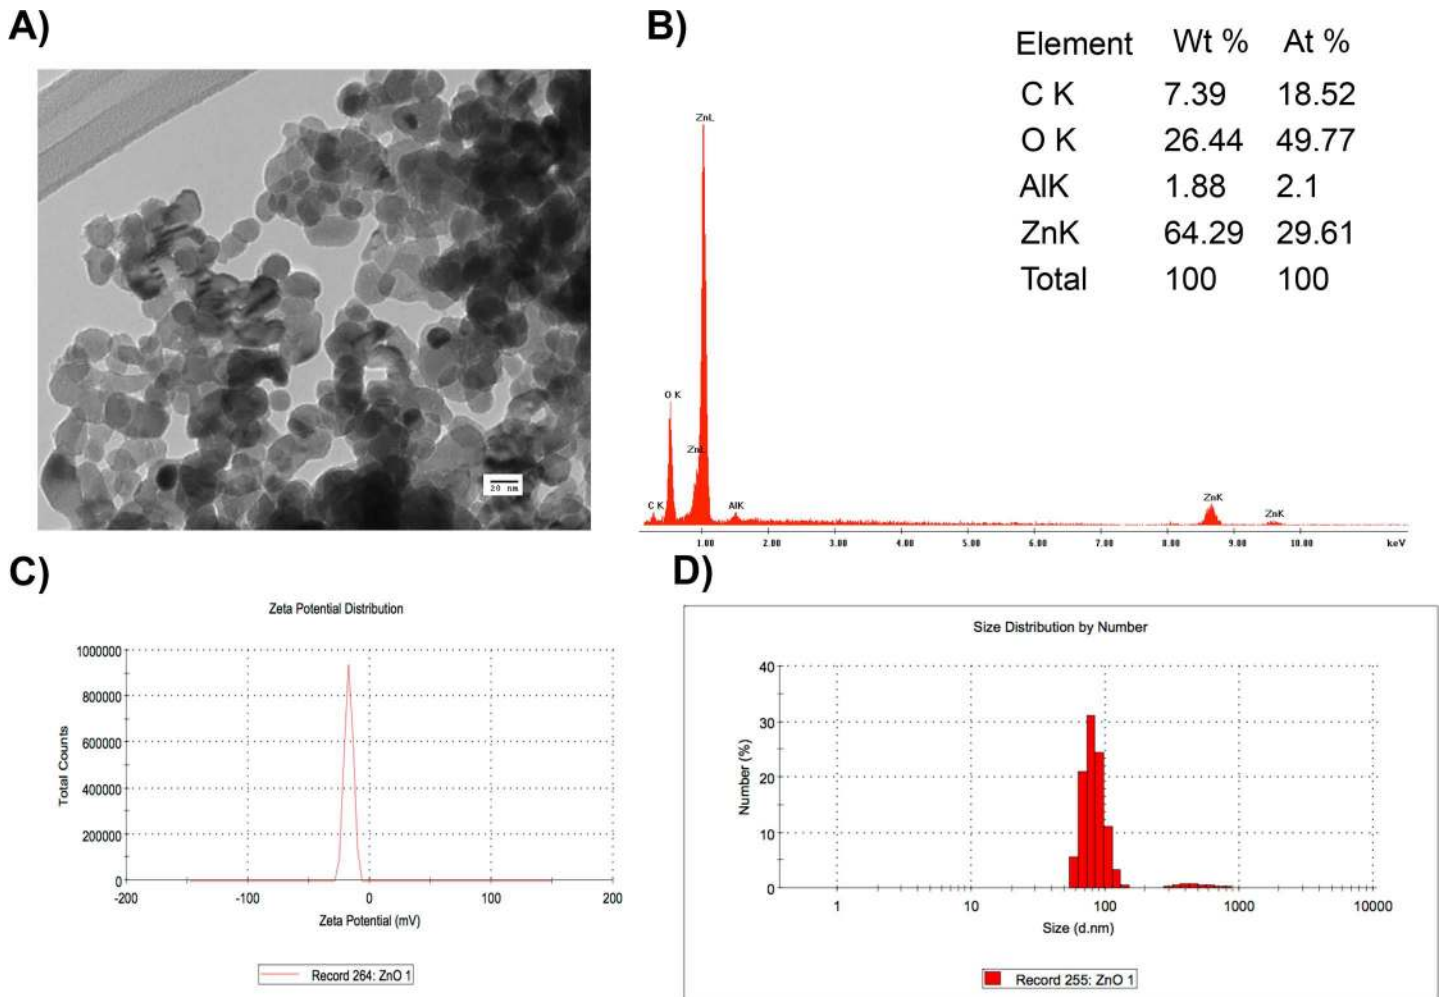 A)
20 nm
B)
Element Wt % At %
C K 7.39 18.52
O K 26.44 49.77
AlK 1.88 2.1
ZnK 64.29 29.61
Total 100 100
ZnL
O K
ZnL
C K
AlK
ZnK
ZnK
1.00 2.00 3.00 4.00 5.00 6.00 7.00 8.00 9.00 10.00 keV
C)
Zeta Potential Distribution
1000000
800000
600000
400000
200000
0
Total Counts
-200 -100 0 100 200
Zeta Potential (mV)
Record 264: ZnO 1
D)
Size Distribution by Number
40
30
20
10
0
Number (%)
1 10 100 1000 10000
Size (d.nm)
Record 255: ZnO 1